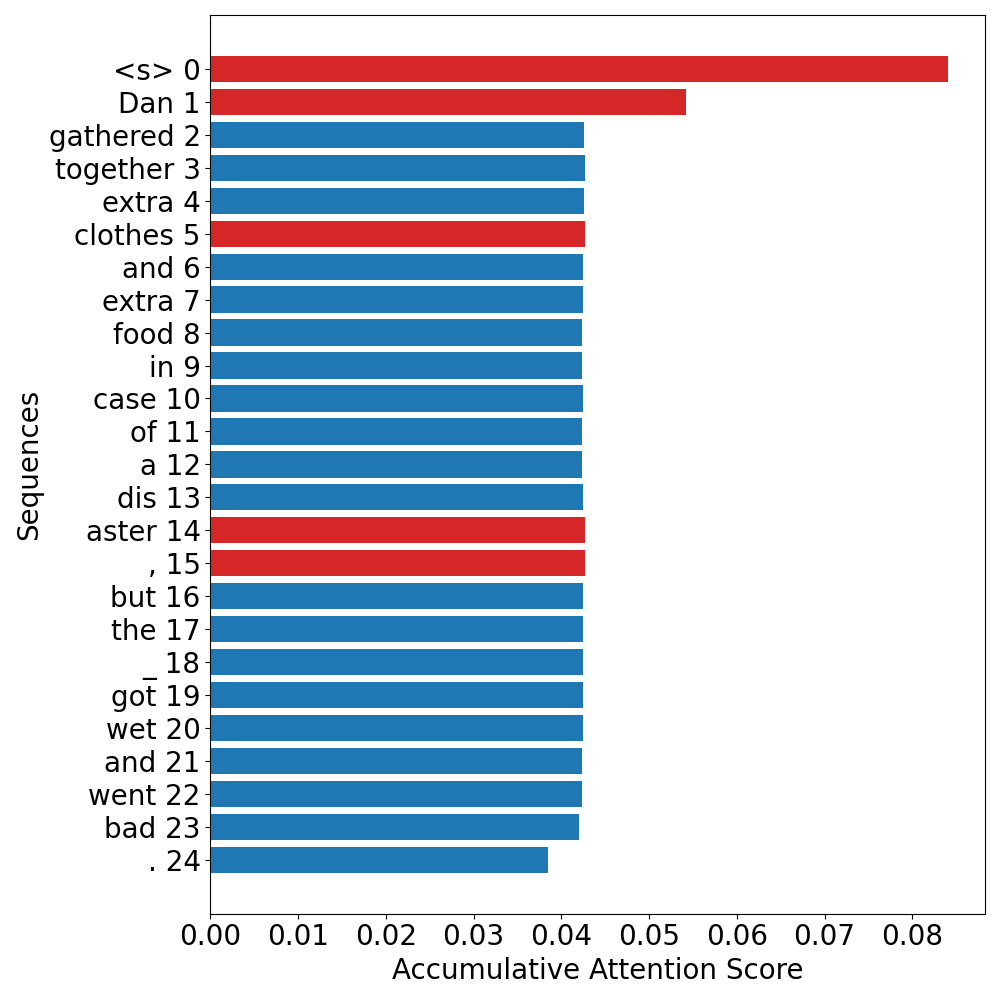 <s> 0
Dan 1
gathered 2
together 3
extra 4
clothes 5
and 6
extra 7
food 8
in 9
case 10
of 11
a 12
dis 13
aster 14
, 15
but 16
the 17
_ 18
got 19
wet 20
and 21
went 22
bad 23
. 24
Sequences
0.00 0.01 0.02 0.03 0.04 0.05 0.06 0.07 0.08
Accumulative Attention Score